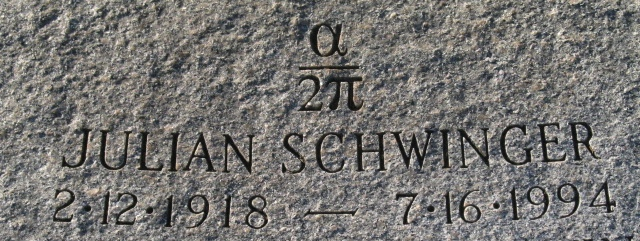 α
2π
JULIAN SCHWINGER
2·12·1918 — 7·16·1994